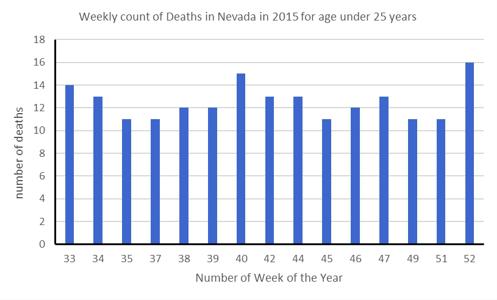 Weekly count of Deaths in Nevada in 2015 for age under 25 years
18
16
14
12
10
8
6
4
2
0
number of deaths
33 34 35 37 38 39 40 42 44 45 46 47 49 51 52
Number of Week of the Year